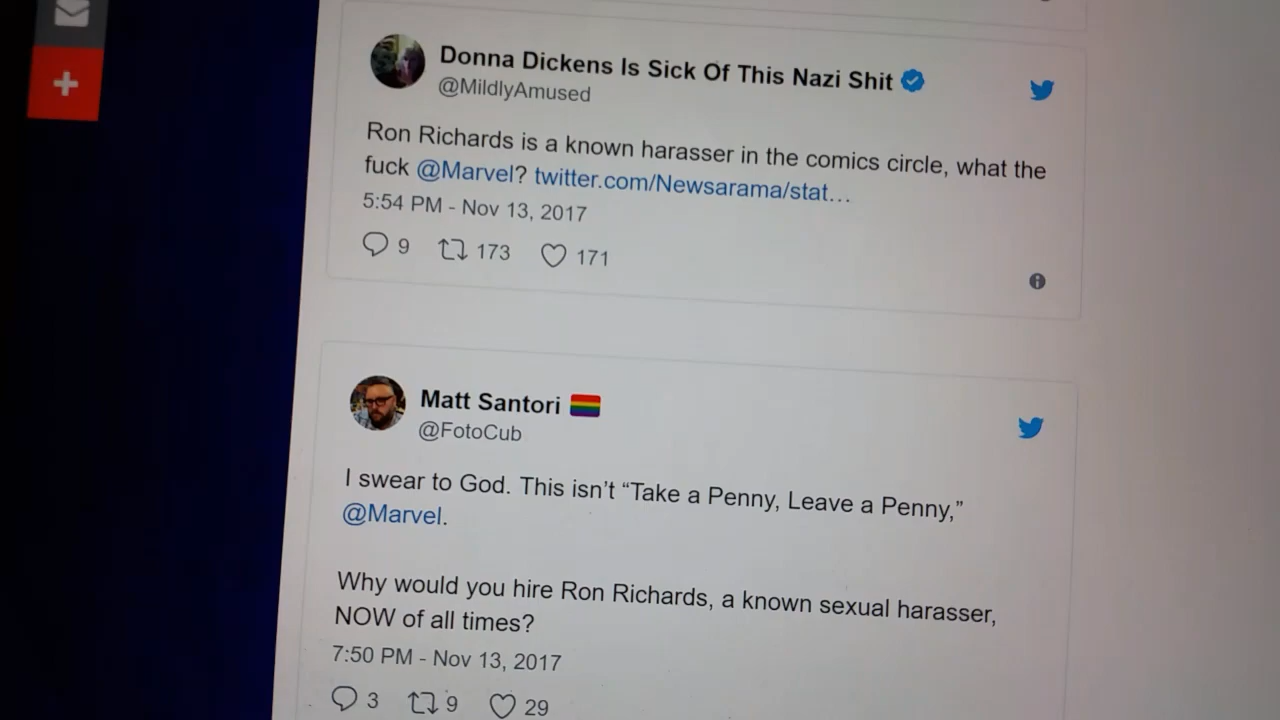 Donna Dickens Is Sick Of This Nazi Shit
@MildlyAmused
Ron Richards is a known harasser in the comics circle, what the
fuck @Marvel? twitter.com/Newsarama/stat…
5:54 PM - Nov 13, 2017
9 173 171
Matt Santori
@FotoCub
I swear to God. This isn’t “Take a Penny, Leave a Penny,”
@Marvel.
Why would you hire Ron Richards, a known sexual harasser,
NOW of all times?
7:50 PM - Nov 13, 2017
3 9 29